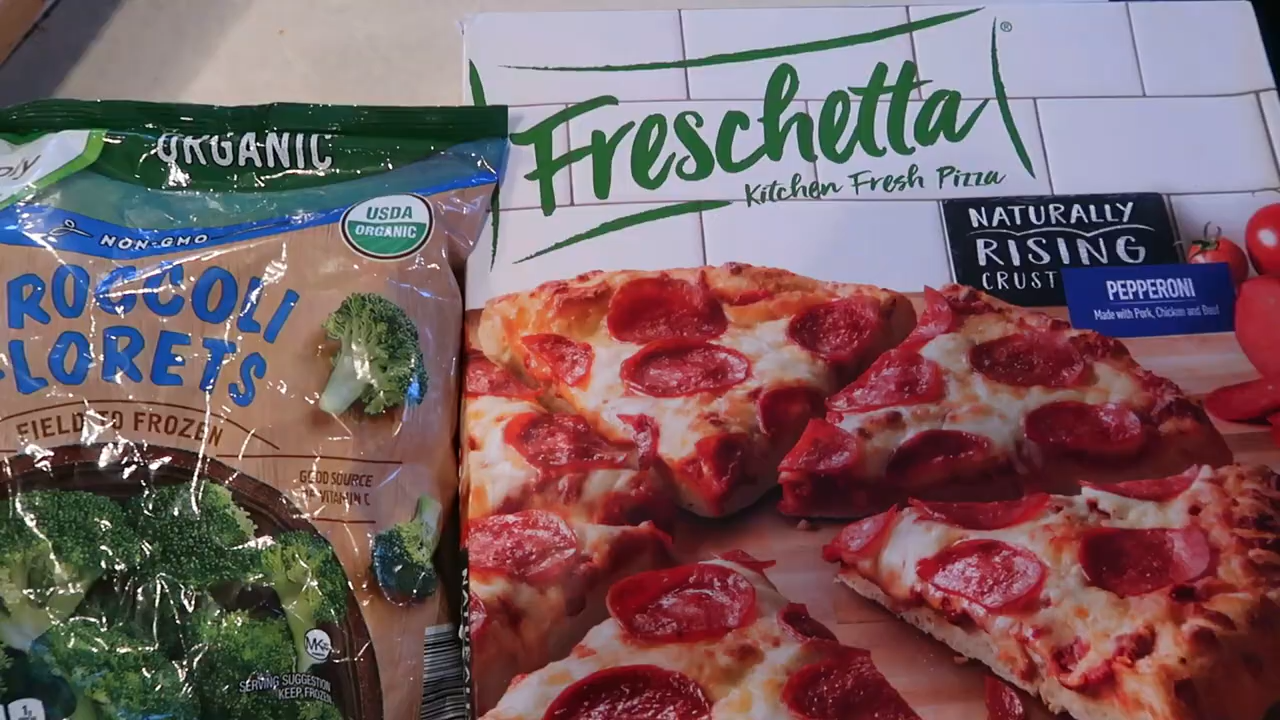 ORGANIC
USDA
ORGANIC
NON-GMO
ROCCOLI
LORETS
FIELD TO FROZEN
GOOD SOURCE
VITAMIN C
MK
SERVING SUGGESTION
KEEP FROZEN
Freschetta®
Kitchen Fresh Pizza
NATURALLY
RISING
CRUST
PEPPERONI
Made with Pork, Chicken and Beef